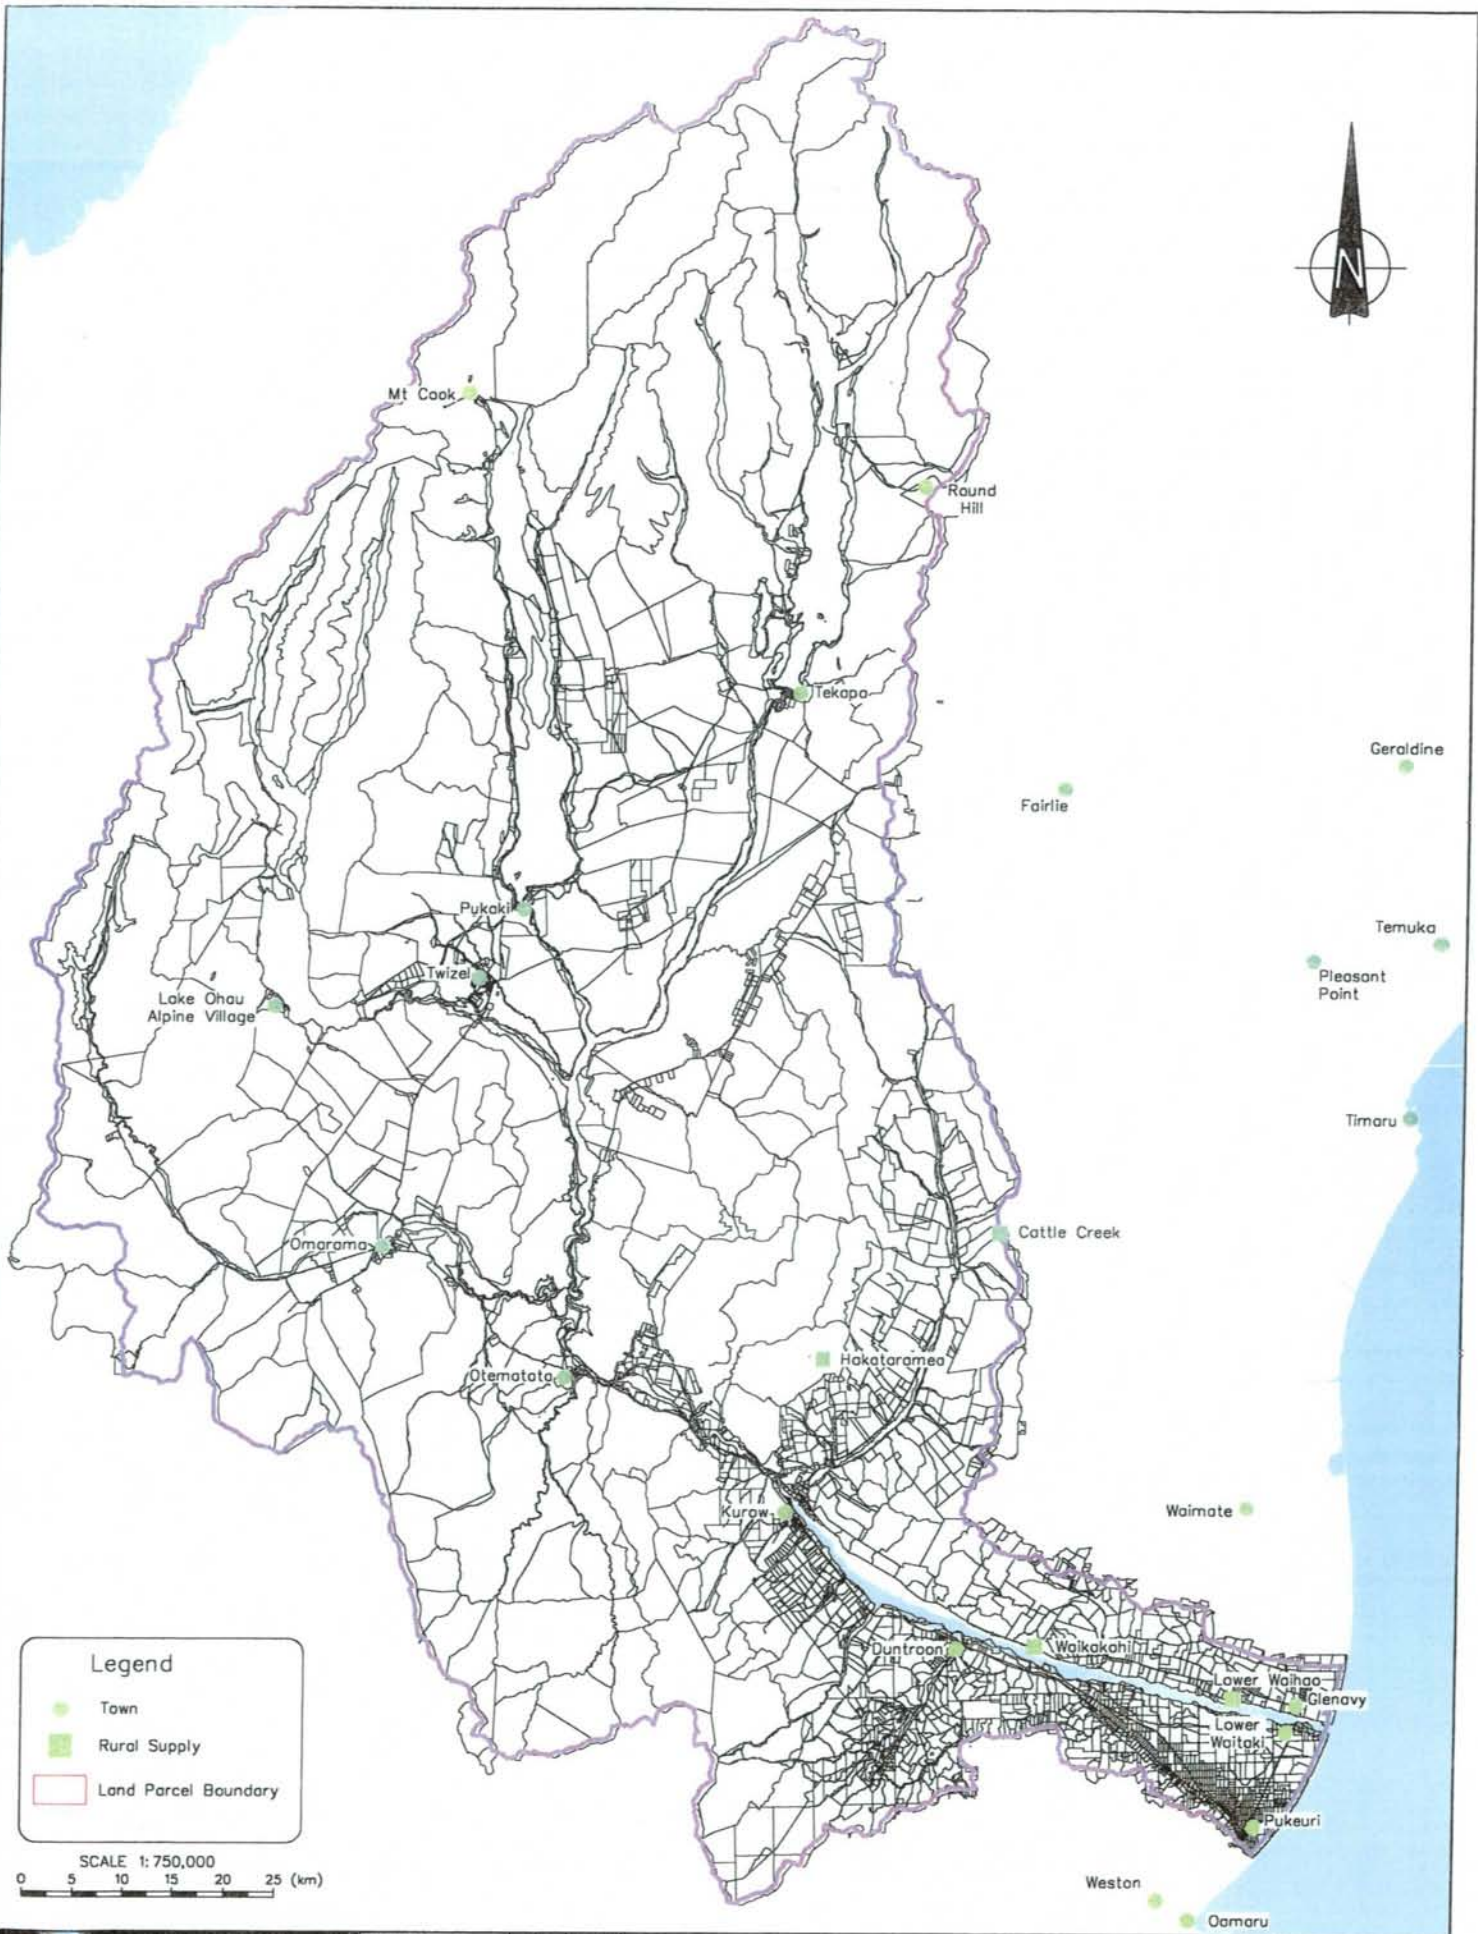 N
Mt Cook
Round
Hill
Tekapo
Geraldine
Fairlie
Pukaki
Temuka
Twizel
Pleasant
Point
Lake Ohau
Alpine Village
Timaru
Cattle Creek
Omarama
Hakataramea
Otematata
Kurow
Waimate
Duntroon
Waikakahi
Lower Waihao
Glenavy
Lower
Waitaki
Pukeuri
Weston
Oamaru
Legend
Town
Rural Supply
Land Parcel Boundary
SCALE 1:750,000
0 5 10 15 20 25 (km)